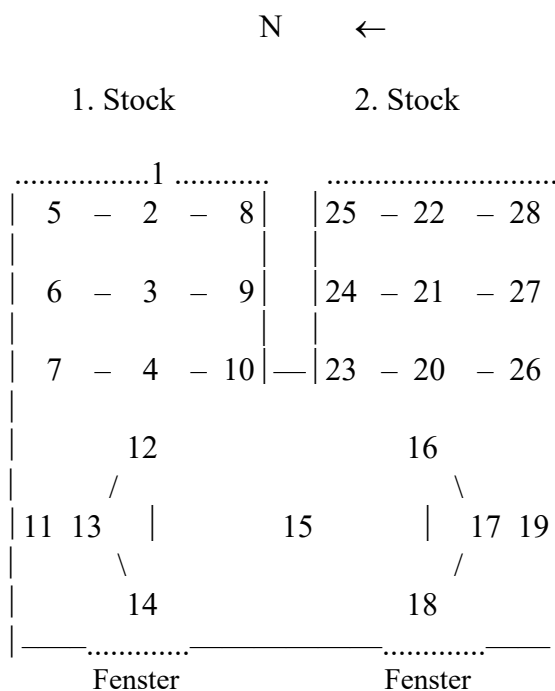 N ←
1. Stock 2. Stock
.................1 ............ .............................
| 5 – 2 – 8| |25 – 22 – 28
| | |
| 6 – 3 – 9| |24 – 21 – 27
| | |
| 7 – 4 – 10|—|23 – 20 – 26
|
| 12 16
| / \
|11 13 | 15 | 17 19
| \ /
| 14 18
|——.............——————.............——
Fenster Fenster